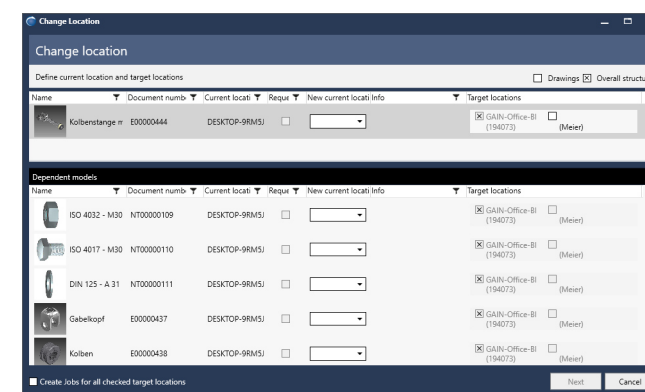 Change Location
Change location
Define current location and target locations
Drawings Overall structu
Name Document numb Current locati Reque New current locati Info Target locations
Kolbenstange m E00000444 DESKTOP-9RM5J GAIN-Office-BI
(194073) (Meier)
Dependent models
Name Document numb Current locati Reque New current locati Info Target locations
ISO 4032 - M30 NT00000109 DESKTOP-9RM5J GAIN-Office-BI
(194073) (Meier)
ISO 4017 - M30 NT00000110 DESKTOP-9RM5J GAIN-Office-BI
(194073) (Meier)
DIN 125 - A 31 NT00000111 DESKTOP-9RM5J GAIN-Office-BI
(194073) (Meier)
Gabelkopf E00000437 DESKTOP-9RM5J GAIN-Office-BI
(194073) (Meier)
Kolben E00000438 DESKTOP-9RM5J GAIN-Office-BI
(194073) (Meier)
Create Jobs for all checked target locations
Next Cancel